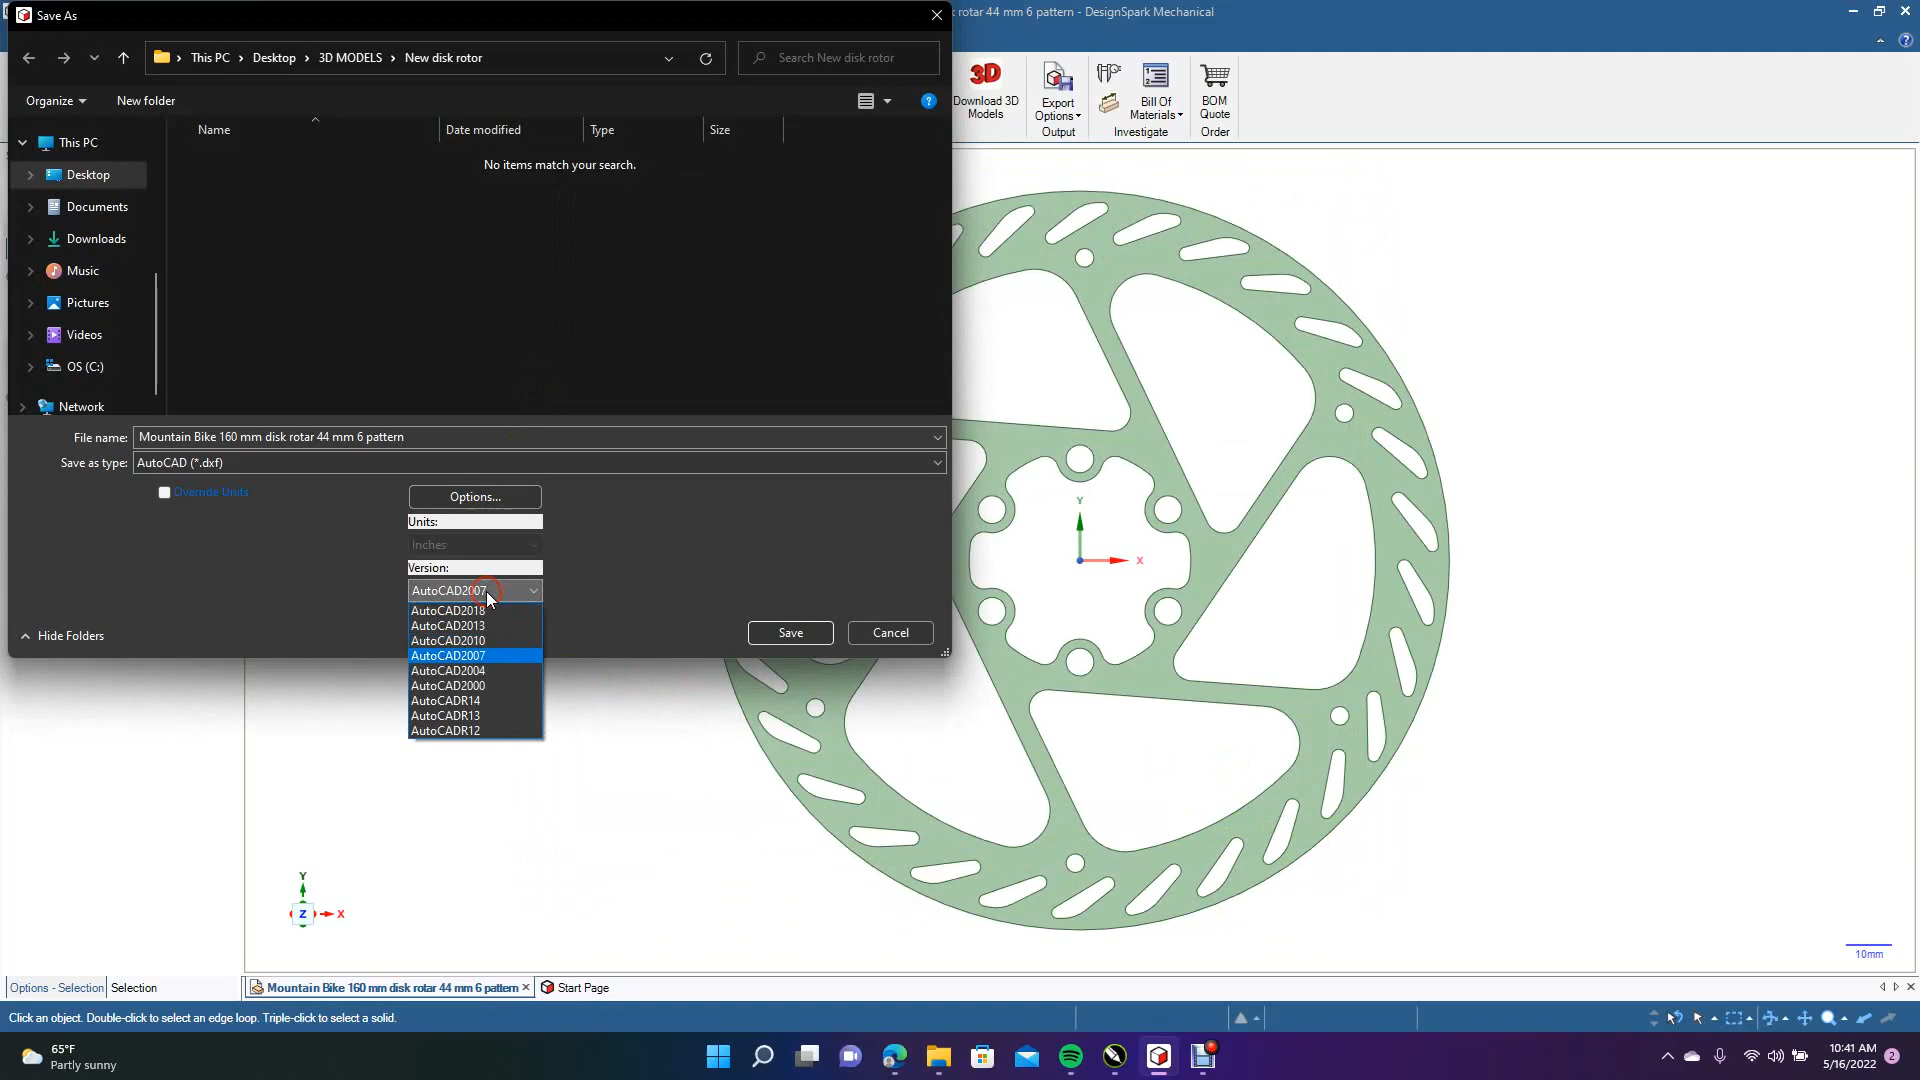 Save As
rotar 44 mm 6 pattern - DesignSpark Mechanical
This PC > Desktop > 3D MODELS > New disk rotor
Search New disk rotor
Organize
New folder
Name
Date modified
Type
Size
No items match your search.
This PC
Desktop
Documents
Downloads
Music
Pictures
Videos
OS (C:)
Network
3D
Download 3D
Models
Export
Options
Output
Bill Of
Materials
Investigate
BOM
Quote
Order
File name: Mountain Bike 160 mm disk rotar 44 mm 6 pattern
Save as type: AutoCAD (*.dxf)
Override Units
Options...
Units:
Inches
Version:
AutoCAD2007
AutoCAD2018
AutoCAD2013
AutoCAD2010
AutoCAD2007
AutoCAD2004
AutoCAD2000
AutoCADR14
AutoCADR13
AutoCADR12
Hide Folders
Save
Cancel
Y
X
Y
Z
X
10mm
Options - Selection
Selection
Mountain Bike 160 mm disk rotar 44 mm 6 pattern
Start Page
Click an object. Double-click to select an edge loop. Triple-click to select a solid.
65°F
Partly sunny
10:41 AM
5/16/2022
2